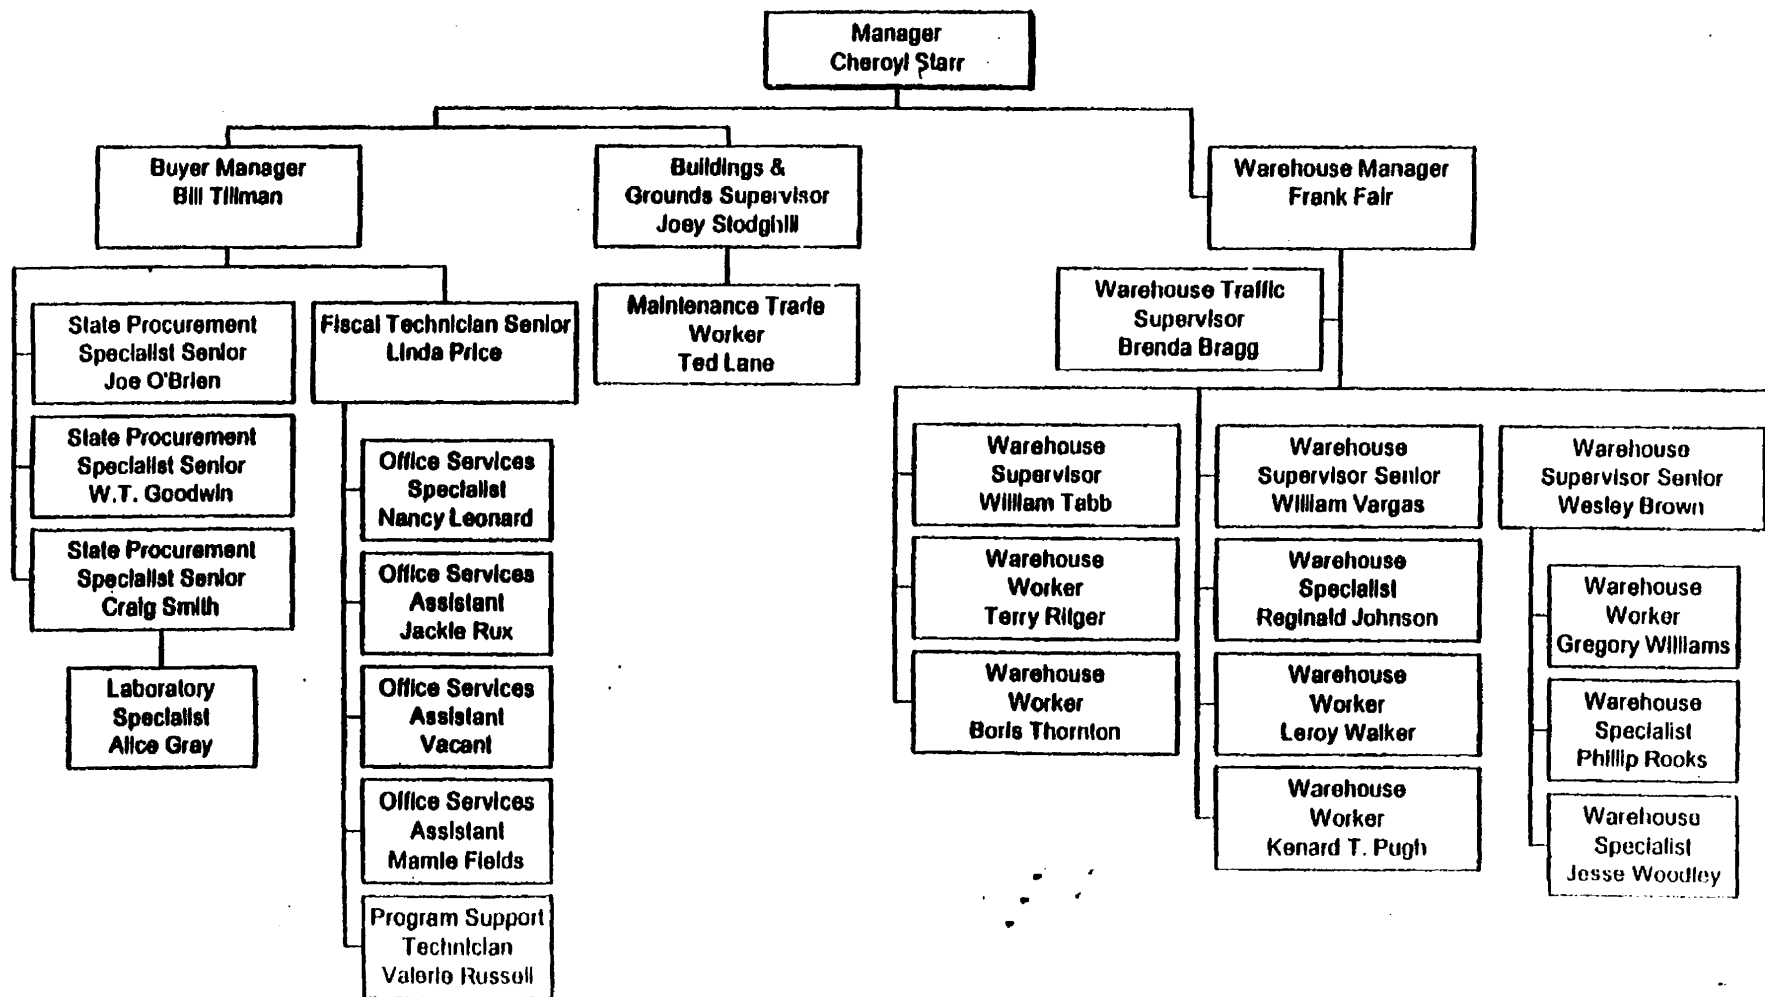 Manager
Cheroyl Starr
Buyer Manager
Bill Tillman
Buildings &
Grounds Supervisor
Joey Stodghill
Warehouse Manager
Frank Fair
Warehouse Traffic
Supervisor
Brenda Bragg
State Procurement
Specialist Senior
Joe O'Brien
State Procurement
Specialist Senior
W.T. Goodwin
State Procurement
Specialist Senior
Craig Smith
Laboratory
Specialist
Alice Gray
Fiscal Technician Senior
Linda Price
Office Services
Specialist
Nancy Leonard
Office Services
Assistant
Jackie Rux
Office Services
Assistant
Vacant
Office Services
Assistant
Mamie Fields
Program Support
Technician
Valerie Russell
Maintenance Trade
Worker
Ted Lane
Warehouse
Supervisor
William Tabb
Warehouse
Worker
Terry Rilger
Warehouse
Worker
Boris Thornton
Warehouse
Supervisor Senior
William Vargas
Warehouse
Specialist
Reginald Johnson
Warehouse
Worker
Leroy Walker
Warehouse
Worker
Kenard T. Pugh
Warehouse
Supervisor Senior
Wesley Brown
Warehouse
Worker
Gregory Williams
Warehouse
Specialist
Phillip Rooks
Warehouse
Specialist
Jesse Woodley